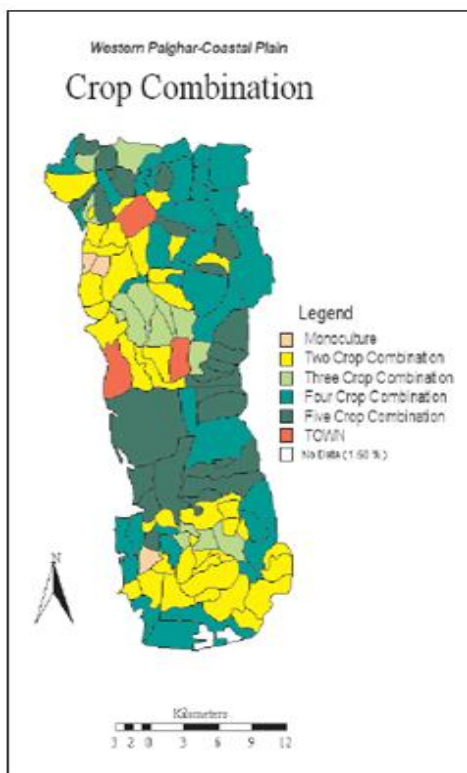 Western Palghar-Coastal Plain
Crop Combination
Legend
Monoculture
Two Crop Combination
Three Crop Combination
Four Crop Combination
Five Crop Combination
TOWN
No Data (1.50 %)
N
Kilometers
3 2 0 3 6 9 12